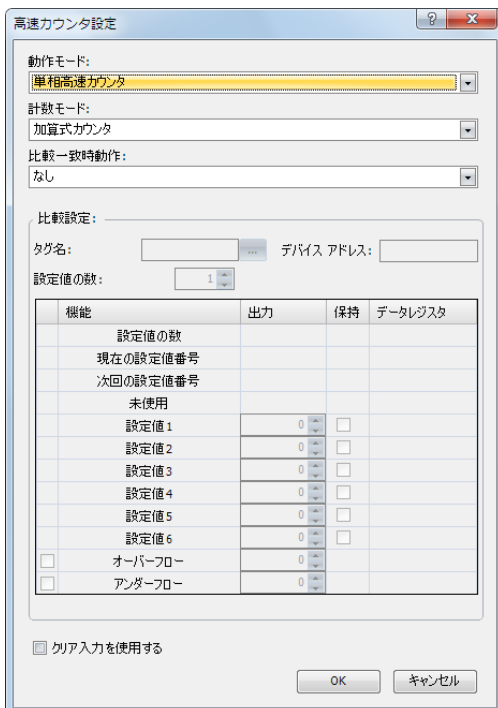 高速カウンタ設定
動作モード:
単相高速カウンタ
計数モード:
加算式カウンタ
比較一致時動作:
なし
比較設定:
タグ名: ... デバイス アドレス:
設定値の数: 1
機能 出力 保持 データレジスタ
設定値の数
現在の設定値番号
次回の設定値番号
未使用
設定値1 0
設定値2 0
設定値3 0
設定値4 0
設定値5 0
設定値6 0
オーバーフロー 0
アンダーフロー 0
クリア入力を使用する
OK キャンセル